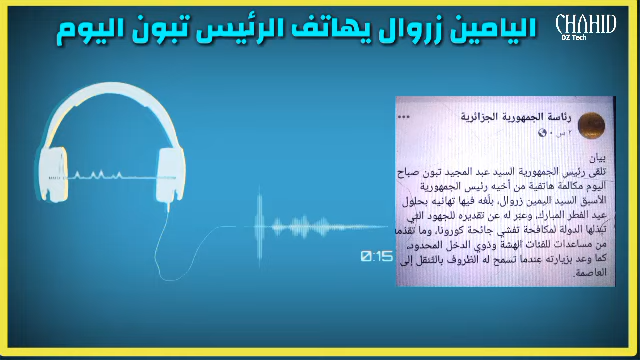 اليامين زروال يهاتف الرئيس تبون اليوم
CHAHID
DZ Tech
رئاسة الجمهورية الجزائرية
٢ س
بيان
تلقى رئيس الجمهورية السيد عبد المجيد تبون صباح
اليوم مكالمة هاتفية من أخيه رئيس الجمهورية
الأسبق السيد اليمين زروال، بلّغه فيها تهانيه بحلول
عيد الفطر المبارك، وعبّر له عن تقديره للجهود التي
تبذلها الدولة لمكافحة تفشي جائحة كورونا، وما تقدمه
من مساعدات للفئات الهشة وذوي الدخل المحدود،
كما وعد بزيارته عندما تسمح له الظروف بالتنقل إلى
العاصمة.
0:15